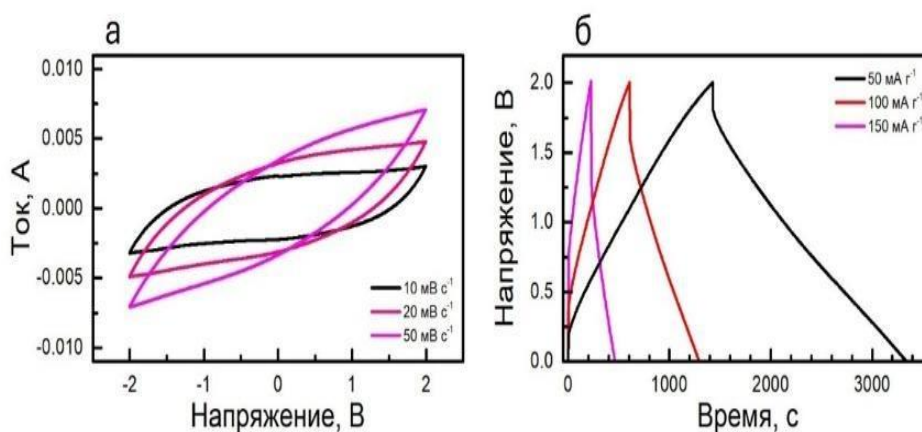 а
Ток, А
0.010
0.005
0.000
-0.005
-0.010
10 мВ с⁻¹
20 мВ с⁻¹
50 мВ с⁻¹
-2 -1 0 1 2
Напряжение, В
б
Напряжение, В
2.0
1.5
1.0
0.5
0.0
50 мА г⁻¹
100 мА г⁻¹
150 мА г⁻¹
0 1000 2000 3000
Время, с